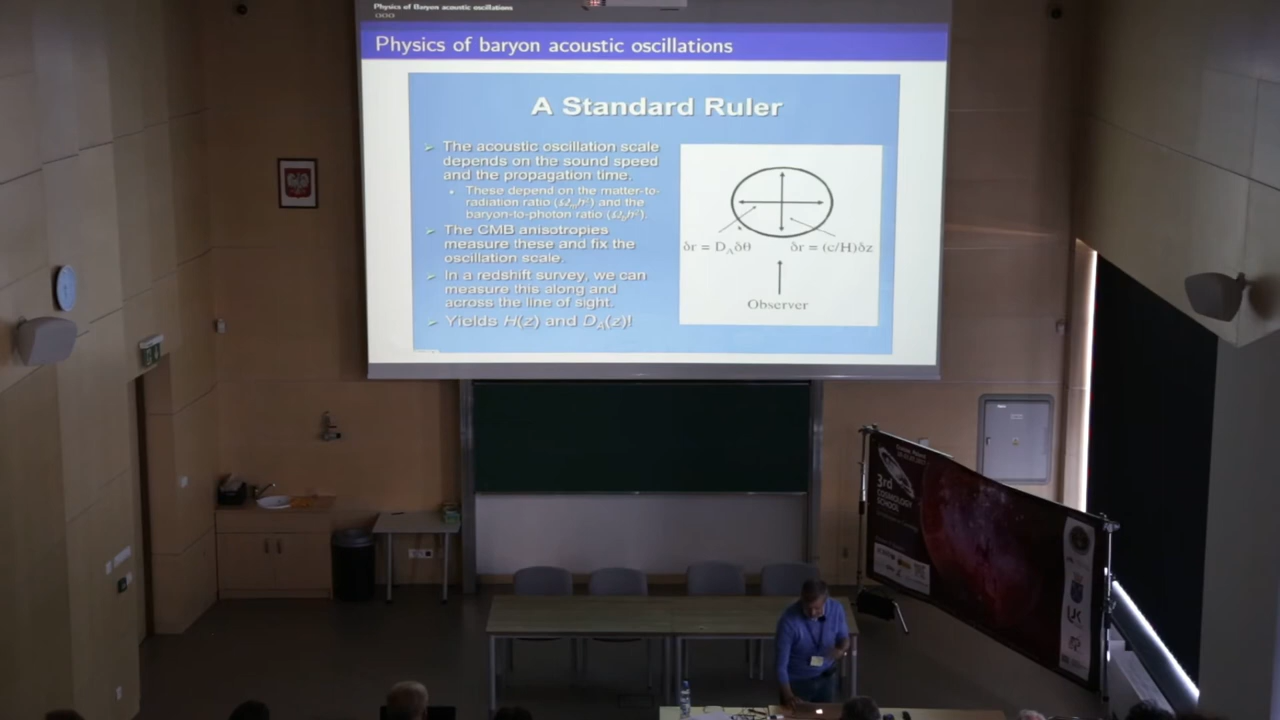 Physics of Baryon acoustic oscillations
Physics of baryon acoustic oscillations
A Standard Ruler
The acoustic oscillation scale
depends on the sound speed
and the propagation time.
These depend on the matter-to-
radiation ratio (Ωₘh²) and the
baryon-to-photon ratio (Ω_bh²).
The CMB anisotropies
measure these and fix the
oscillation scale.
In a redshift survey, we can
measure this along and
across the line of sight.
Yields H(z) and D_A(z)!
δr = D_Aδθ
δr = (c/H)δz
Observer
3rd
COSMOLOGY
SCHOOL